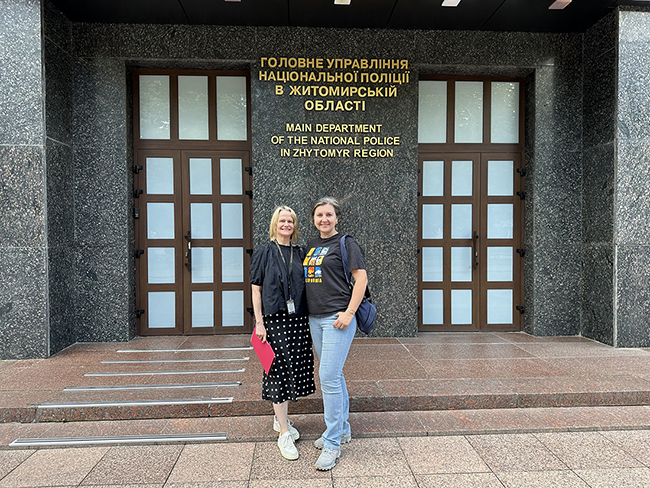 ГОЛОВНЕ УПРАВЛІННЯ
НАЦІОНАЛЬНОЇ ПОЛІЦІЇ
В ЖИТОМИРСЬКІЙ
ОБЛАСТІ
MAIN DEPARTMENT
OF THE NATIONAL POLICE
IN ZHYTOMYR REGION